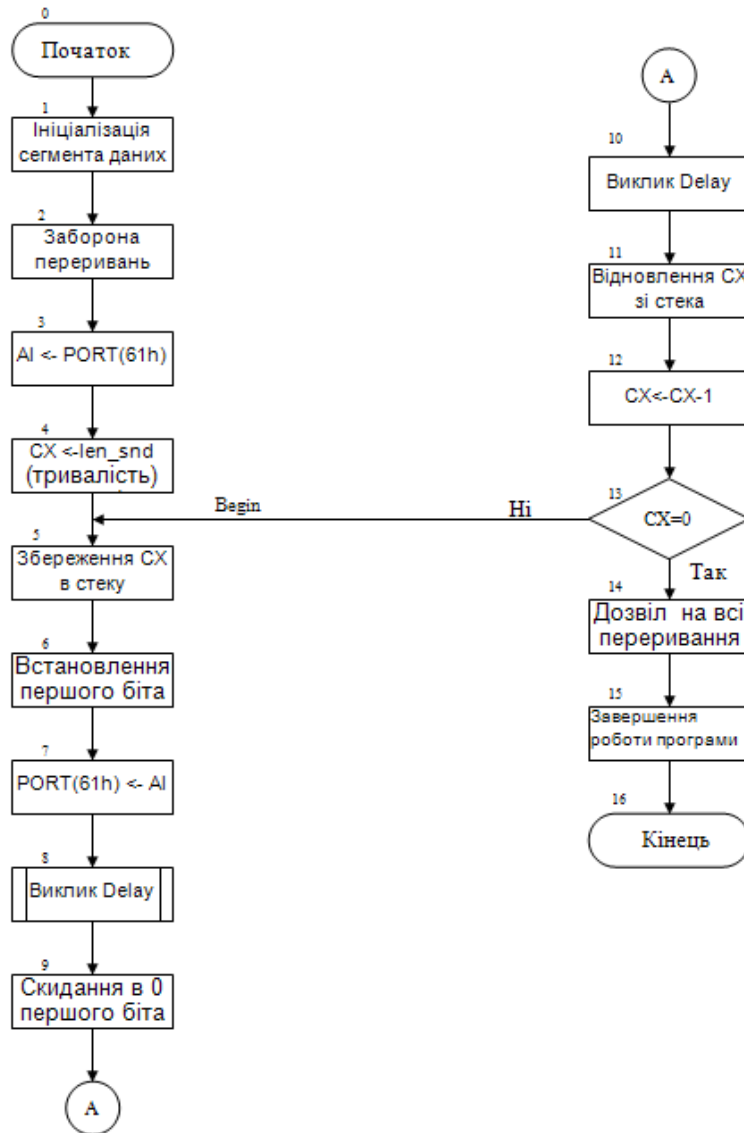 0
Початок
1
Ініціалізація
сегмента даних
2
Заборона
переривань
3
Al <- PORT(61h)
4
CX <-len_snd
(тривалість)
Begin
5
Збереження CX
в стеку
6
Встановлення
першого біта
7
PORT(61h) <- Al
8
Виклик Delay
9
Скидання в 0
першого біта
A
A
10
Виклик Delay
11
Відновлення CX
зі стека
12
CX<-CX-1
13
CX=0
Ні
Так
14
Дозвіл на всі
переривання
15
Завершення
роботи програми
16
Кінець